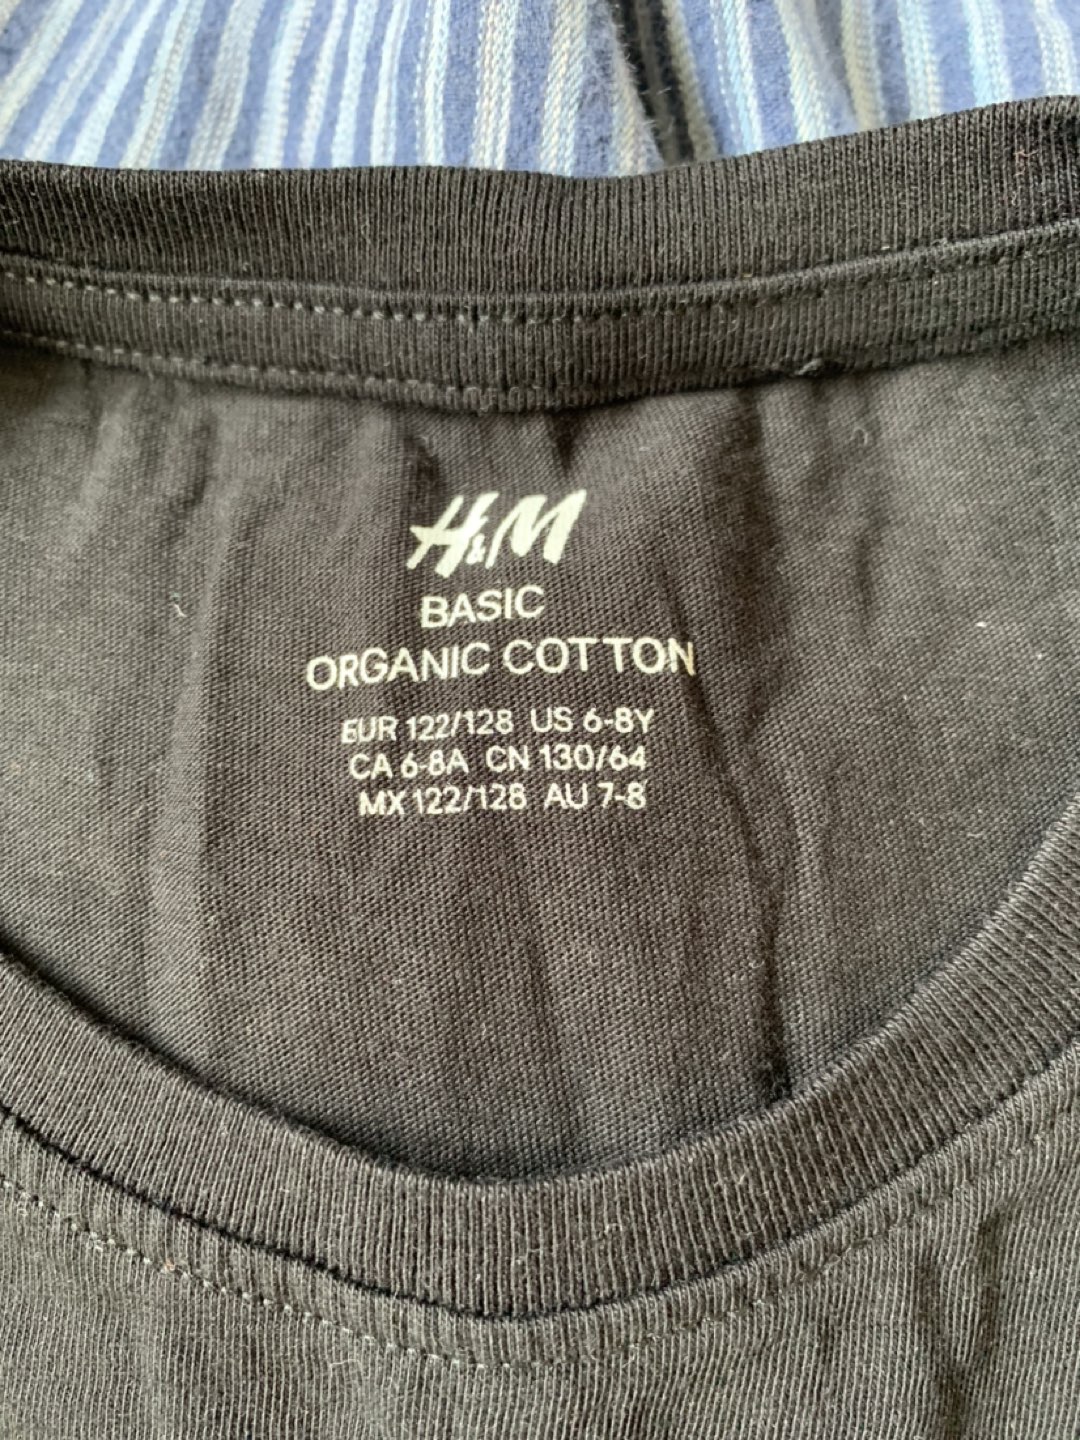 H&M
BASIC
ORGANIC COTTON
EUR 122/128 US 6-8Y
CA 6-8A CN 130/64
MX 122/128 AU 7-8